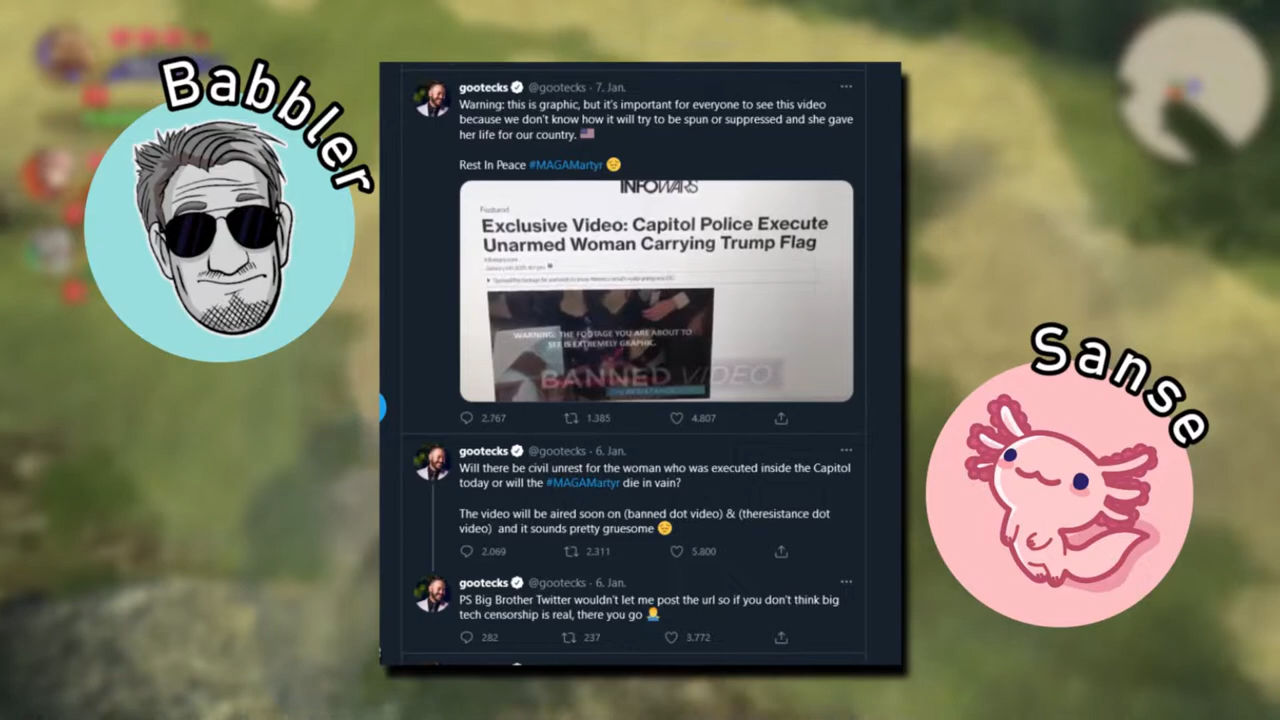 Babbler
gootecks @gootecks · 7. Jan.
Warning: this is graphic, but it's important for everyone to see this video
because we don't know how it will try to be spun or suppressed and she gave
her life for our country. 🇺🇸
Rest In Peace #MAGAMartyr 😔
INFOWARS
Featured
Exclusive Video: Capitol Police Execute
Unarmed Woman Carrying Trump Flag
WARNING: THE FOOTAGE YOU ARE ABOUT TO
SEE IS EXTREMELY GRAPHIC.
BANNED VIDEO
2.767 1.385 4.807
gootecks @gootecks · 6. Jan.
Will there be civil unrest for the woman who was executed inside the Capitol
today or will the #MAGAMartyr die in vain?
The video will be aired soon on (banned dot video) & (theresistance dot
video) and it sounds pretty gruesome 😔
2.069 2.311 5.800
gootecks @gootecks · 6. Jan.
PS Big Brother Twitter wouldn't let me post the url so if you don't think big
tech censorship is real, there you go 🤷‍♂️
282 237 3.772
Sanse